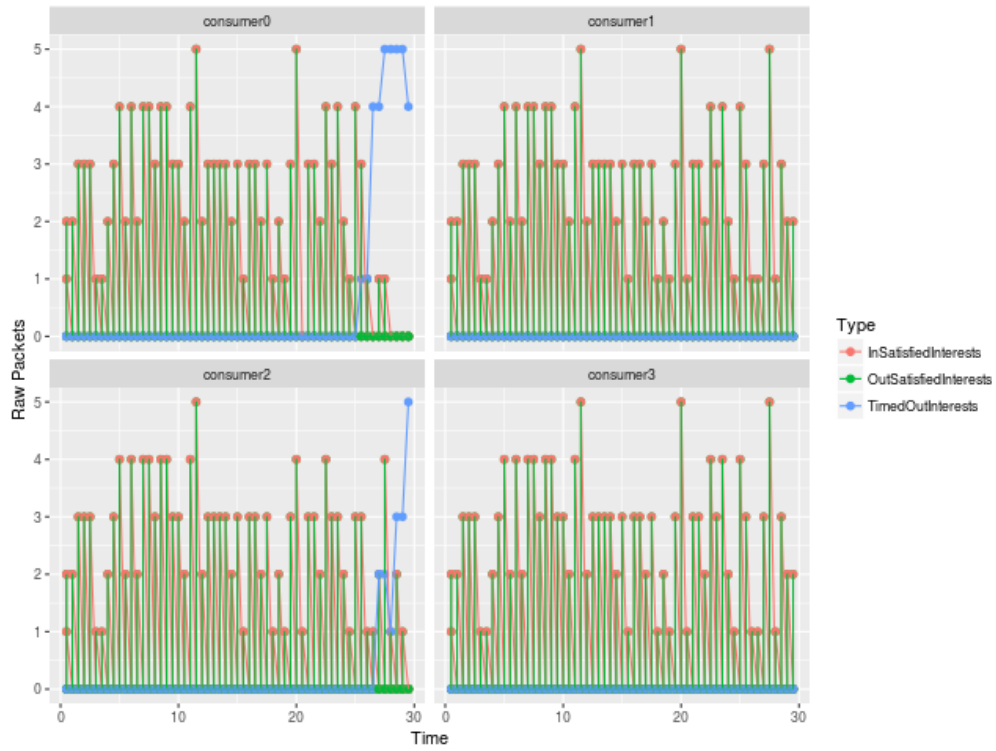 consumer0
consumer1
5
4
3
2
1
0
consumer2
consumer3
5
4
3
2
1
0
0 10 20 30
0 10 20 30
Time
Raw Packets
Type
InSatisfiedInterests
OutSatisfiedInterests
TimedOutInterests